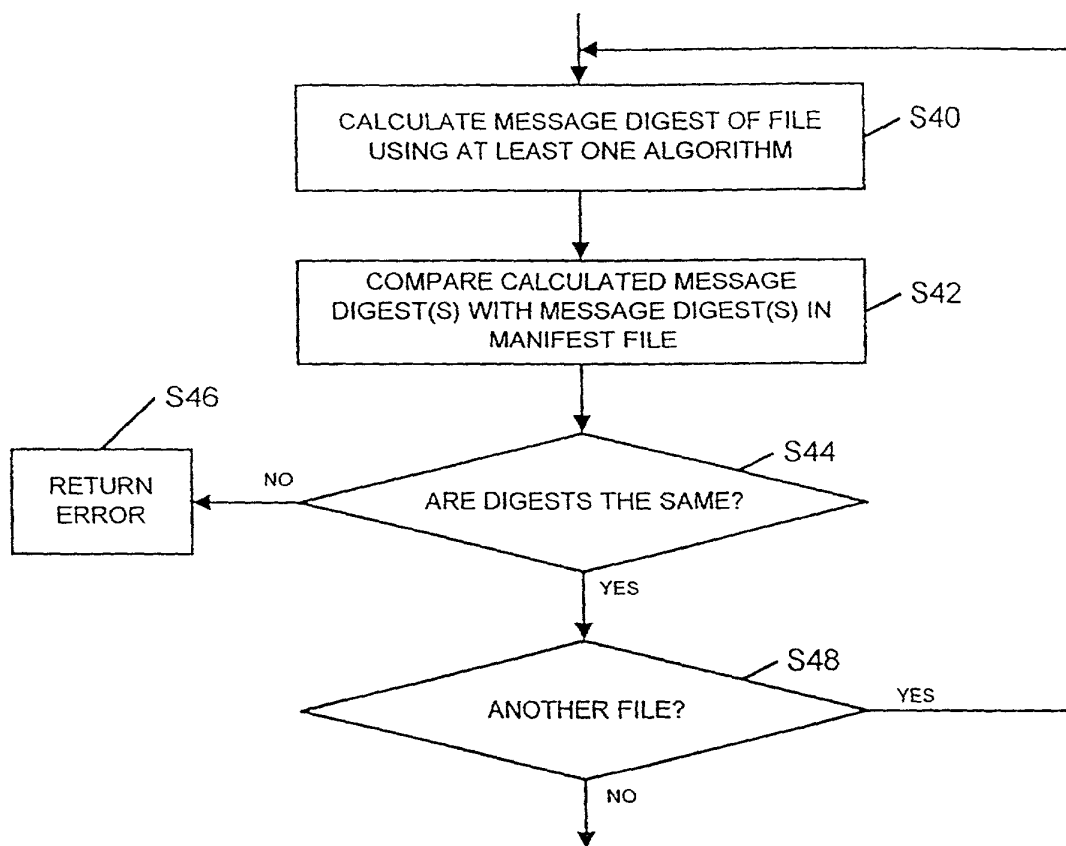 CALCULATE MESSAGE DIGEST OF FILE
USING AT LEAST ONE ALGORITHM
S40
COMPARE CALCULATED MESSAGE
DIGEST(S) WITH MESSAGE DIGEST(S) IN
MANIFEST FILE
S42
S46
RETURN
ERROR
NO
S44
ARE DIGESTS THE SAME?
YES
S48
ANOTHER FILE?
YES
NO